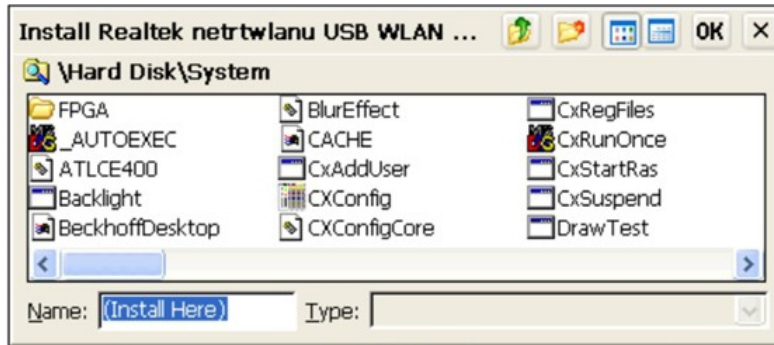 Install Realtek netrtwlanu USB WLAN ... OK
\Hard Disk\System
FPGA BlurEffect CxRegFiles
_AUTOEXEC CACHE CxRunOnce
ATLCE400 CxAddUser CxStartRas
Backlight CXConfig CxSuspend
BeckhoffDesktop CXConfigCore DrawTest
Name: (Install Here) Type: